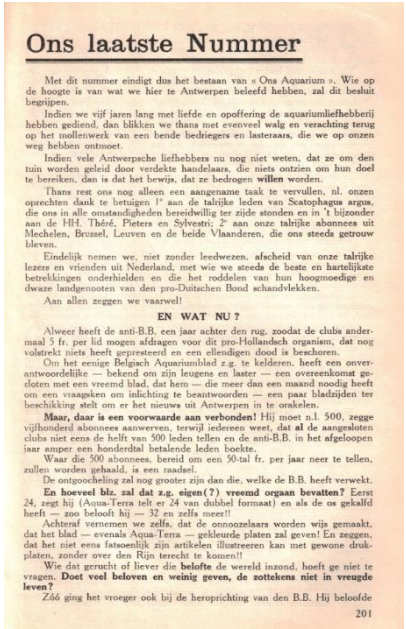 Ons laatste Nummer
Met dit nummer eindigt dus het bestaan van « Ons Aquarium ». Wie op
de hoogte is van wat we hier te Antwerpen beleefd hebben, zal dit besluit
begrijpen.
Indien we vijf jaren lang met liefde en opoffering de aquariumliefhebberij
hebben gediend, dan blikken we thans met evenveel walg en verachting terug
op het mollenwerk van een bende bedriegers en lasteraars, die we op onzen
weg hebben ontmoet.
Indien vele Antwerpsche liefhebbers nu nog niet weten, dat ze om den
tuin worden geleid door verdekte handelaars, die niets ontzien om hun doel
te bereiken, dan is dat het bewijs, dat ze bedrogen willen worden.
Thans rest ons nog alleen een aangename taak te vervullen, nl. onzen
oprechten dank te betuigen 1° aan de talrijke leden van Scatophagus argus,
die ons in alle omstandigheden bereidwillig ter zijde stonden en in 't bijzonder
aan de HH. Théré, Pieters en Sylvestri; 2° aan onze talrijke abonnees uit
Mechelen, Brussel, Leuven en de beide Vlaanderen, die ons steeds getrouw
bleven.
Eindelijk nemen we, niet zonder leedwezen, afscheid van onze talrijke
lezers en vrienden uit Nederland, met wie we steeds de beste en hartelijkste
betrekkingen onderhielden en die het roddelen van hun hoogmoedige en
dwaze landgenooten van den pro-Duitschen Bond schandvlekken.
Aan allen zeggen we vaarwel!
EN WAT NU ?
Alweer heeft de anti-B.B. een jaar achter den rug, zoodat de clubs ander-
maal 5 fr. per lid mogen afdragen voor dit pro-Hollandsch organism, dat nog
volstrekt niets heeft gepresteerd en een ellendigen dood is beschoren.
Om het eenige Belgisch Aquariumblad z.g. te kelderen, heeft een onver-
antwoordelijke — bekend om zijn leugens en laster — een overeenkomst ge-
sloten met een vreemd blad, dat hem — die meer dan een maand noodig heeft
om een vraagsken om inlichting te beantwoorden — een paar bladzijden ter
beschikking stelt om er het nieuws uit Antwerpen in te orakelen.
Maar, daar is een voorwaarde aan verbonden! Hij moet n.l. 500, zegge
vijfhonderd abonnees aanwerven, terwijl iedereen weet, dat al de aangesloten
clubs niet eens de helft van 500 leden tellen en de anti-B.B. in het afgeloopen
jaar amper een honderdtal betalende leden boekte.
Waar die 500 abonnees, bereid om een 50-tal fr. per jaar neer te tellen,
zullen worden gehaald, is een raadsel.
De ontgoocheling zal nog grooter zijn dan die, welke de B.B. heeft verwekt.
En hoeveel blz. zal dat z.g. eigen(?) vreemd orgaan bevatten? Eerst
24, zegt hij (Aqua-Terra telt er 24 van dubbel formaat) en als de os gekalfd
heeft — zoo belooft hij — 32 en zelfs meer!!
Achteraf vernemen we zelfs, dat de onnoozelaars worden wijs gemaakt,
dat het blad — evenals Aqua-Terra — gekleurde platen zal geven! En zeggen,
dat het niet eens fatsoenlijk zijn artikelen illustreeren kan met gewone druk-
platen, zonder over den Rijn terecht te komen!!
Wie dat gerucht of liever die belofte de wereld inzond, hoeft ge niet te
vragen. Doet veel beloven en weinig geven, de zottekens niet in vreugde
leven?
Zóó ging het vroeger ook bij de heroprichting van den B.B. Hij beloofde
201